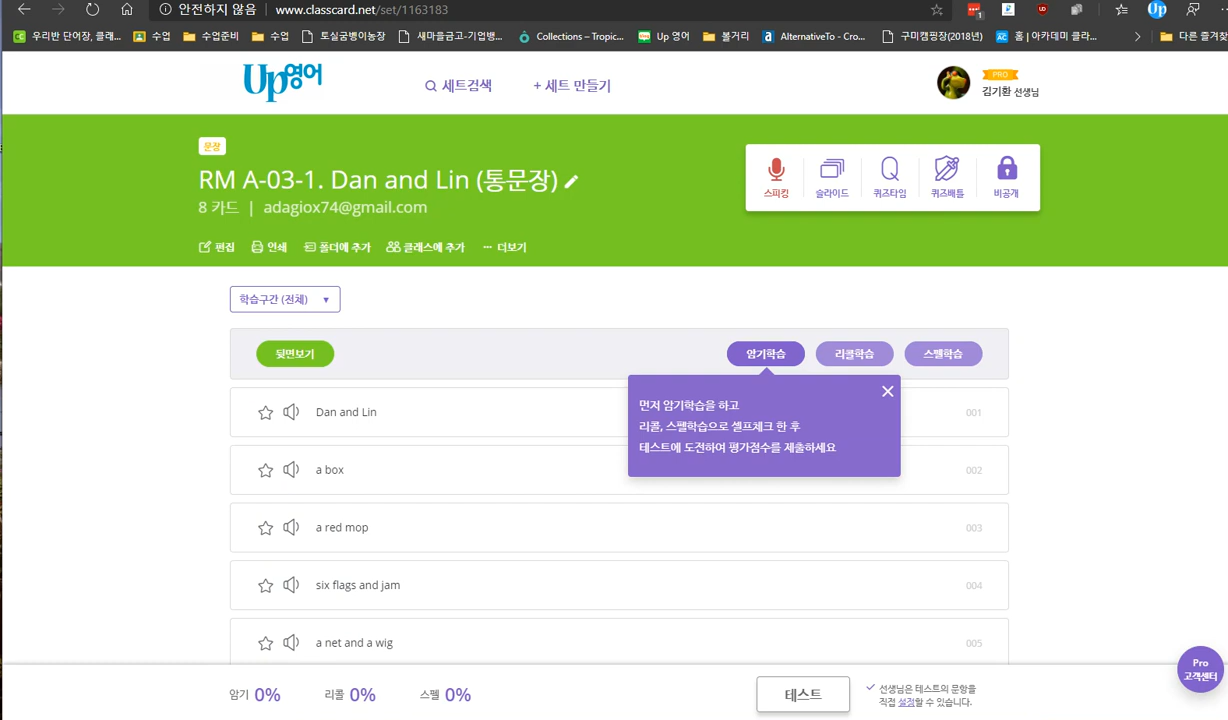 안전하지 않음 | www.classcard.net/set/1163183
우리반 단어장, 클래... 수업 수업준비 수업 토실굼뱅이농장 새마을금고-기업뱅... Collections – Tropic... Up 영어 볼거리 AlternativeTo - Cro... 구미캠핑장(2018년) 홈 | 아카데미 클라... 다른 즐겨찾
Up영어
세트검색
+ 세트 만들기
PRO
김기환 선생님
문장
RM A-03-1. Dan and Lin (통문장)
8 카드 | adagiox74@gmail.com
편집 인쇄 폴더에 추가 클래스에 추가 ··· 더보기
스피킹 슬라이드 퀴즈타임 퀴즈배틀 비공개
학습구간 (전체) ▼
뒷면보기
암기학습 리콜학습 스펠학습
먼저 암기학습을 하고
리콜, 스펠학습으로 셀프체크 한 후
테스트에 도전하여 평가점수를 제출하세요
Dan and Lin 001
a box 002
a red mop 003
six flags and jam 004
a net and a wig 005
암기 0% 리콜 0% 스펠 0%
테스트
선생님은 테스트의 문항을
직접 설정할 수 있습니다.
Pro
고객센터